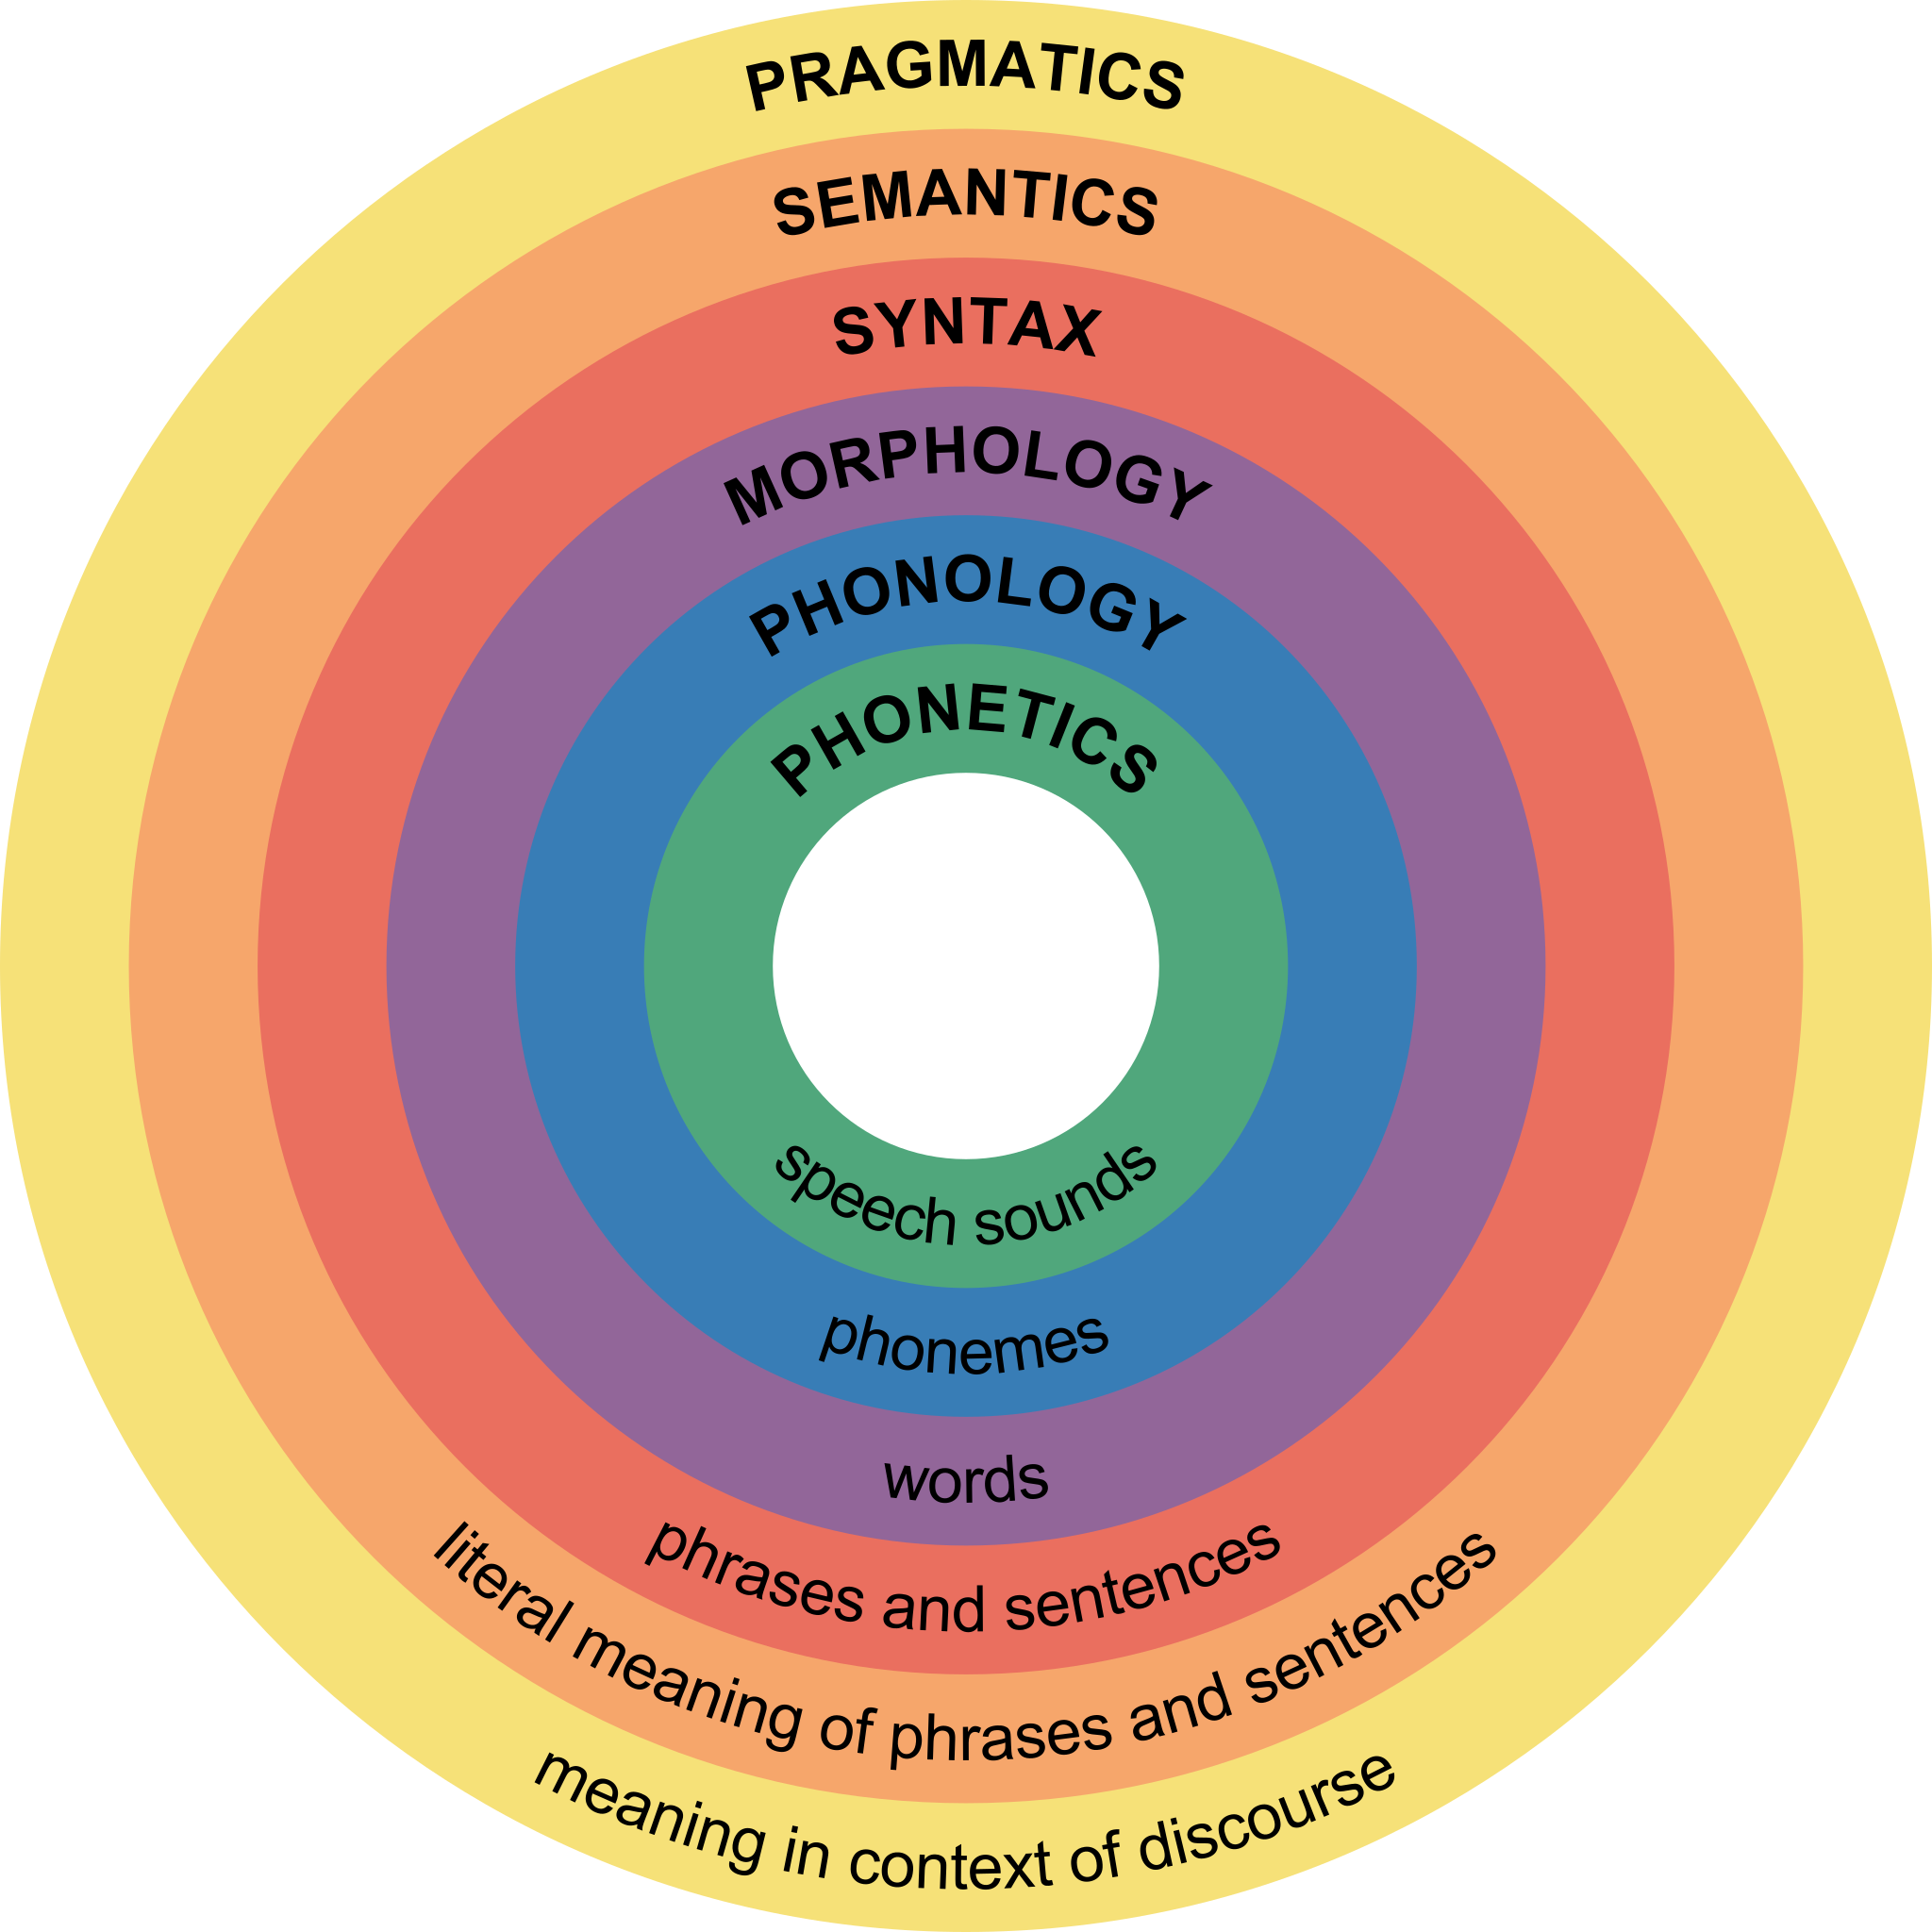 PRAGMATICS
SEMANTICS
SYNTAX
MORPHOLOGY
PHONOLOGY
PHONETICS
speech sounds
phonemes
words
phrases and sentences
literal meaning of phrases and sentences
meaning in context of discourse